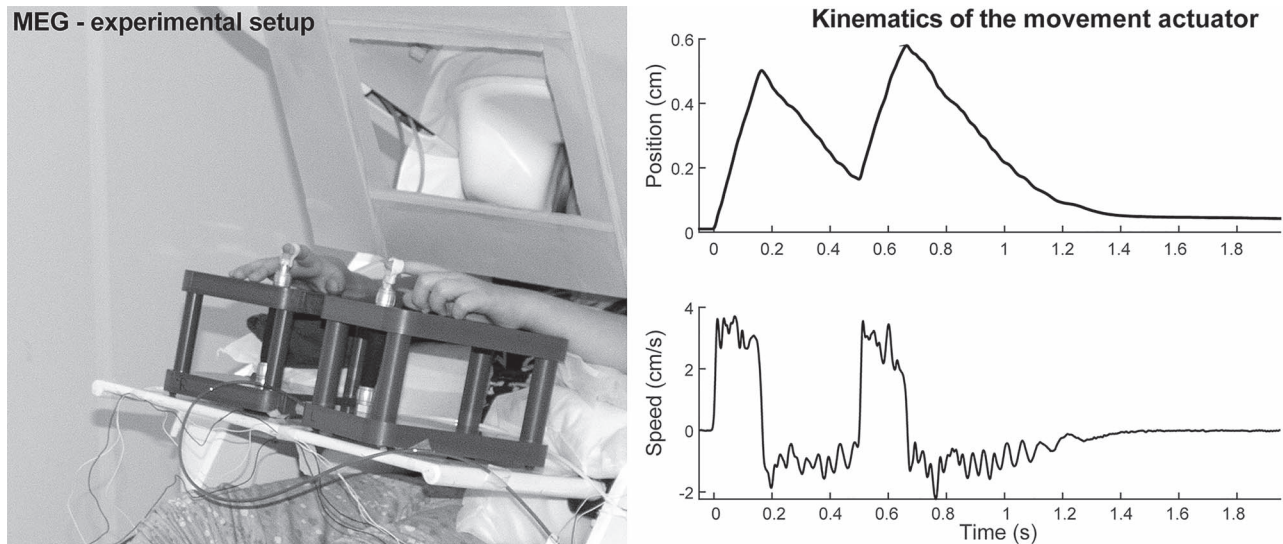 MEG - experimental setup
Kinematics of the movement actuator
Position (cm)
0.6
0.4
0.2
0
0 0.2 0.4 0.6 0.8 1 1.2 1.4 1.6 1.8
Speed (cm/s)
4
2
0
-2
0 0.2 0.4 0.6 0.8 1 1.2 1.4 1.6 1.8
Time (s)